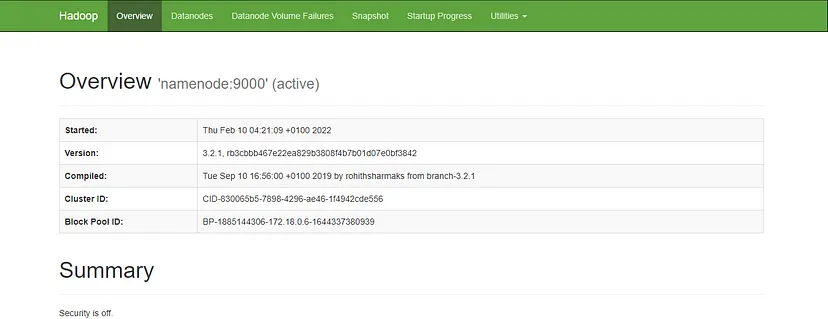 Hadoop Overview Datanodes Datanode Volume Failures Snapshot Startup Progress Utilities
Overview 'namenode:9000' (active)
Started: Thu Feb 10 04:21:09 +0100 2022
Version: 3.2.1, rb3cbbb467e22ea829b3808f4b7b01d07e0bf3842
Compiled: Tue Sep 10 16:56:00 +0100 2019 by rohithsharmaks from branch-3.2.1
Cluster ID: CID-830065b5-7898-4296-ae46-1f4942cde556
Block Pool ID: BP-1885144306-172.18.0.6-1644337380939
Summary
Security is off.